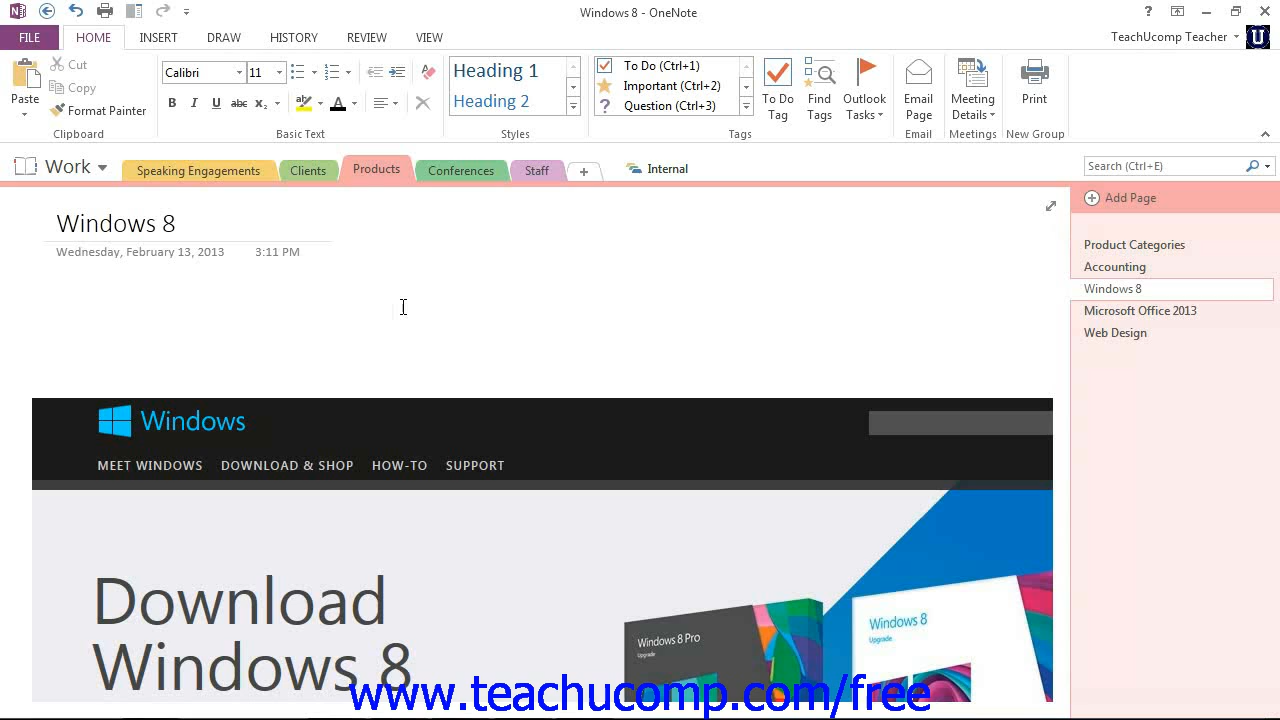 Windows 8 - OneNote
FILE HOME INSERT DRAW HISTORY REVIEW VIEW
TeachUcomp Teacher
Paste
Cut
Copy
Format Painter
Clipboard
Calibri 11
B I U abc x₂ A
Basic Text
Heading 1
Heading 2
Styles
To Do (Ctrl+1)
Important (Ctrl+2)
Question (Ctrl+3)
To Do Tag
Find Tags
Outlook Tasks
Tags
Email Page
Email
Meeting Details
Meetings
Print
New Group
Work
Speaking Engagements Clients Products Conferences Staff + Internal
Search (Ctrl+E)
Add Page
Product Categories
Accounting
Windows 8
Microsoft Office 2013
Web Design
Windows 8
Wednesday, February 13, 2013 3:11 PM
Windows
MEET WINDOWS DOWNLOAD & SHOP HOW-TO SUPPORT
Download
Windows 8
Windows 8 Pro
Upgrade
Windows 8
Upgrade
www.teachucomp.com/free